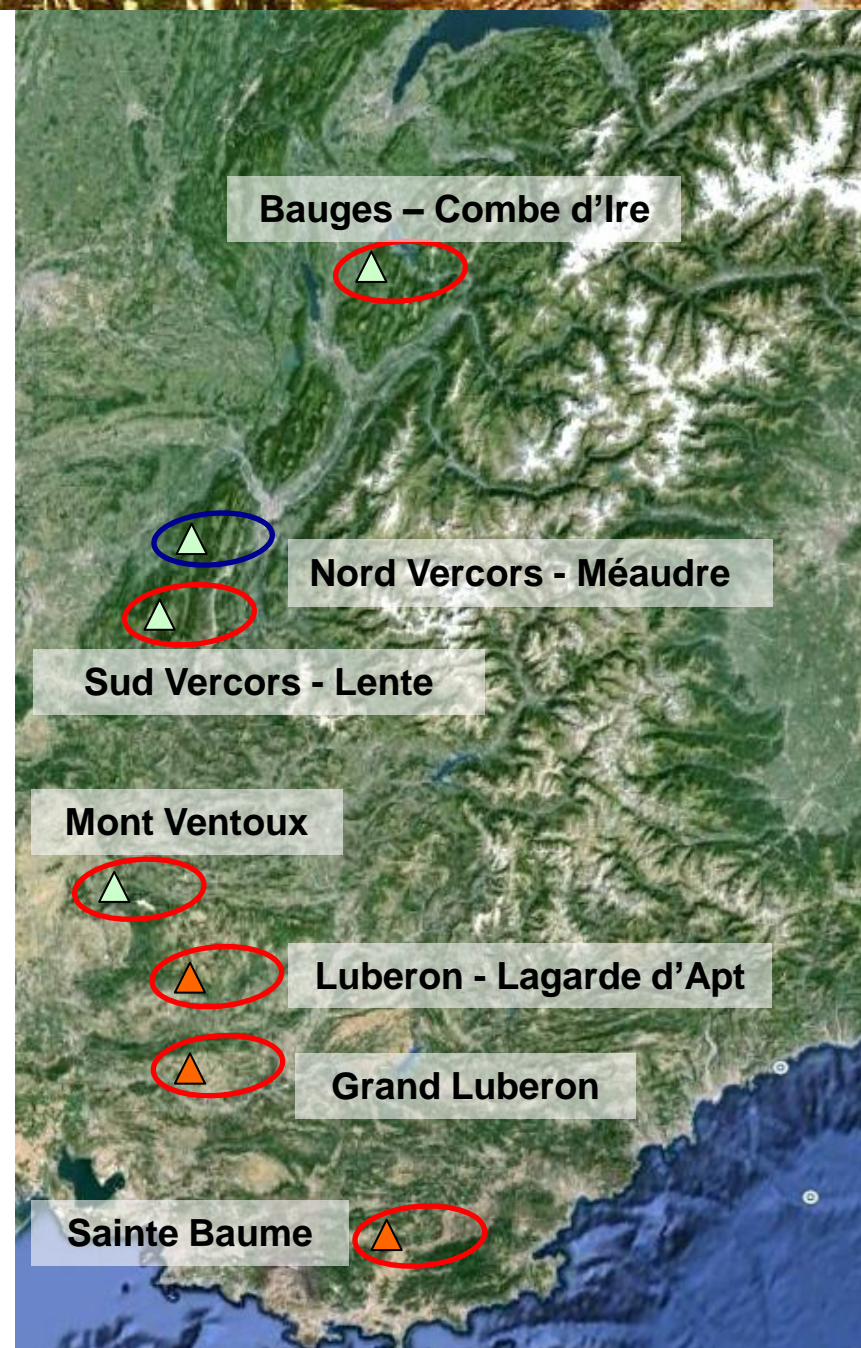 Bauges – Combe d’Ire
Nord Vercors - Méaudre
Sud Vercors - Lente
Mont Ventoux
Luberon - Lagarde d’Apt
Grand Luberon
Sainte Baume